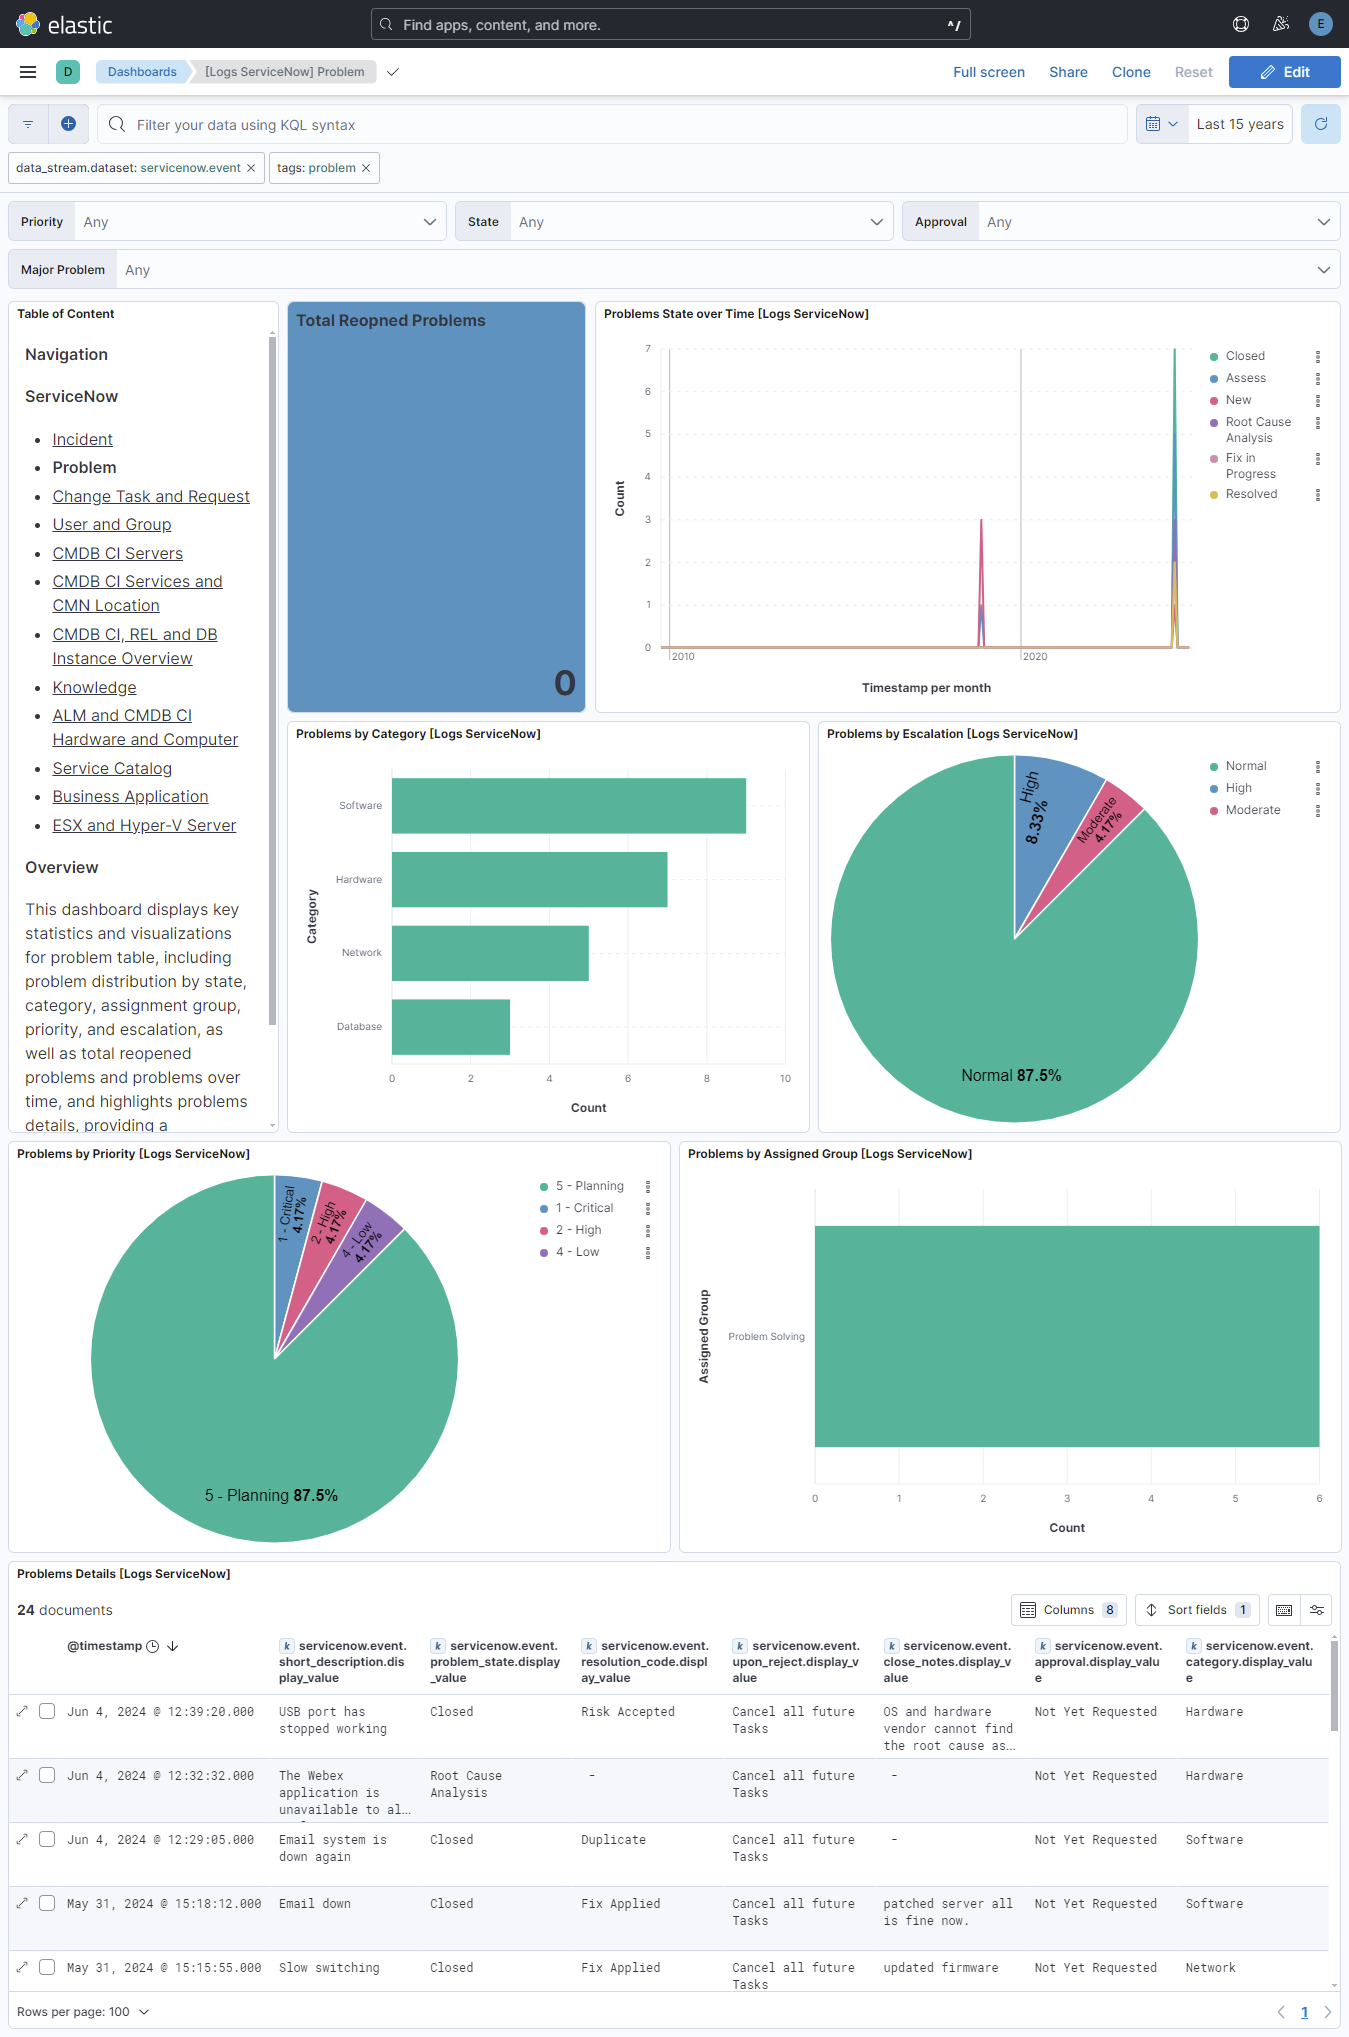 elastic
Find apps, content, and more.
^/
E
D
Dashboards
[Logs ServiceNow] Problem
Full screen
Share
Clone
Reset
Edit
Filter your data using KQL syntax
Last 15 years
data_stream.dataset: servicenow.event ×
tags: problem ×
Priority
Any
State
Any
Approval
Any
Major Problem
Any
Table of Content
Navigation
ServiceNow
Incident
Problem
Change Task and Request
User and Group
CMDB CI Servers
CMDB CI Services and
CMN Location
CMDB CI, REL and DB
Instance Overview
Knowledge
ALM and CMDB CI
Hardware and Computer
Service Catalog
Business Application
ESX and Hyper-V Server
Overview
This dashboard displays key
statistics and visualizations
for problem table, including
problem distribution by state,
category, assignment group,
priority, and escalation, as
well as total reopened
problems and problems over
time, and highlights problems
details, providing a
Total Reopned Problems
0
Problems State over Time [Logs ServiceNow]
7
6
5
4
3
2
1
0
Count
2010
2020
Timestamp per month
Closed
Assess
New
Root Cause
Analysis
Fix in
Progress
Resolved
Problems by Category [Logs ServiceNow]
Category
Software
Hardware
Network
Database
0
2
4
6
8
10
Count
Problems by Escalation [Logs ServiceNow]
High
8.33%
Moderate
4.17%
Normal 87.5%
Normal
High
Moderate
Problems by Priority [Logs ServiceNow]
1 - Critical
4.17%
2 - High
4.17%
4 - Low
4.17%
5 - Planning 87.5%
5 - Planning
1 - Critical
2 - High
4 - Low
Problems by Assigned Group [Logs ServiceNow]
Assigned Group
Problem Solving
0
1
2
3
4
5
6
Count
Problems Details [Logs ServiceNow]
24 documents
Columns 8
Sort fields 1
@timestamp
k servicenow.event.
short_description.dis
play_value
k servicenow.event.
problem_state.display
_value
k servicenow.event.
resolution_code.displ
ay_value
k servicenow.event.
upon_reject.display_v
alue
k servicenow.event.
close_notes.display_v
alue
k servicenow.event.
approval.display_valu
e
k servicenow.event.
category.display_valu
e
Jun 4, 2024 @ 12:39:20.000
USB port has
stopped working
Closed
Risk Accepted
Cancel all future
Tasks
OS and hardware
vendor cannot find
the root cause as…
Not Yet Requested
Hardware
Jun 4, 2024 @ 12:32:32.000
The Webex
application is
unavailable to al…
Root Cause
Analysis
-
Cancel all future
Tasks
-
Not Yet Requested
Hardware
Jun 4, 2024 @ 12:29:05.000
Email system is
down again
Closed
Duplicate
Cancel all future
Tasks
-
Not Yet Requested
Software
May 31, 2024 @ 15:18:12.000
Email down
Closed
Fix Applied
Cancel all future
Tasks
patched server all
is fine now.
Not Yet Requested
Software
May 31, 2024 @ 15:15:55.000
Slow switching
Closed
Fix Applied
Cancel all future
Tasks
updated firmware
Not Yet Requested
Network
Rows per page: 100
1